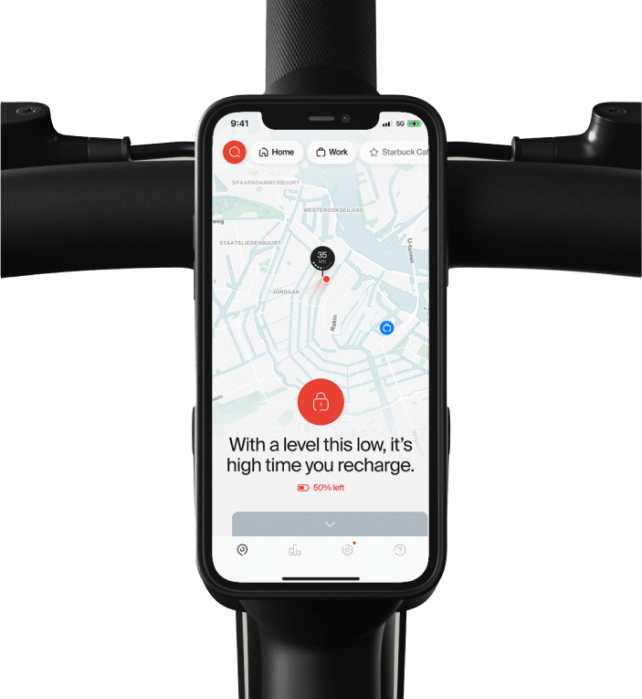 9:41
5G
Home
Work
Starbuck Caf
SPAARNDAMMERBUURT
WESTERDOKSEILAND
weg
STAATSLIEDENBUURT
IJ-tunnel
35
JORDAAN
Rokin
With a level this low, it's
high time you recharge.
50% left